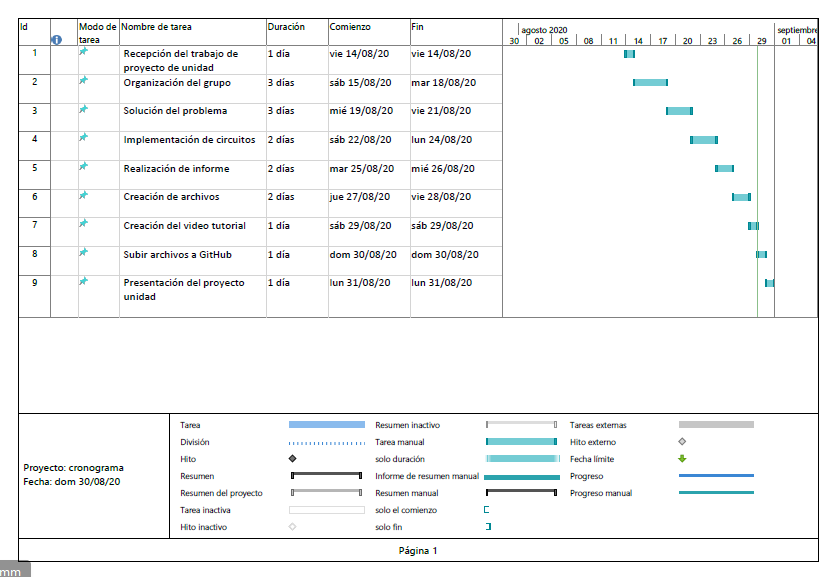 Id
Modo de tarea
Nombre de tarea
Duración
Comienzo
Fin
agosto 2020
septiembre
30 02 05 08 11 14 17 20 23 26 29 01 04
1 Recepción del trabajo de proyecto de unidad 1 día vie 14/08/20 vie 14/08/20
2 Organización del grupo 3 días sáb 15/08/20 mar 18/08/20
3 Solución del problema 3 días mié 19/08/20 vie 21/08/20
4 Implementación de circuitos 2 días sáb 22/08/20 lun 24/08/20
5 Realización de informe 2 días mar 25/08/20 mié 26/08/20
6 Creación de archivos 2 días jue 27/08/20 vie 28/08/20
7 Creación del video tutorial 1 día sáb 29/08/20 sáb 29/08/20
8 Subir archivos a GitHub 1 día dom 30/08/20 dom 30/08/20
9 Presentación del proyecto unidad 1 día lun 31/08/20 lun 31/08/20
Proyecto: cronograma
Fecha: dom 30/08/20
Tarea
División
Hito
Resumen
Resumen del proyecto
Tarea inactiva
Hito inactivo
Resumen inactivo
Tarea manual
solo duración
Informe de resumen manual
Resumen manual
solo el comienzo
solo fin
Tareas externas
Hito externo
Fecha límite
Progreso
Progreso manual
Página 1
mm